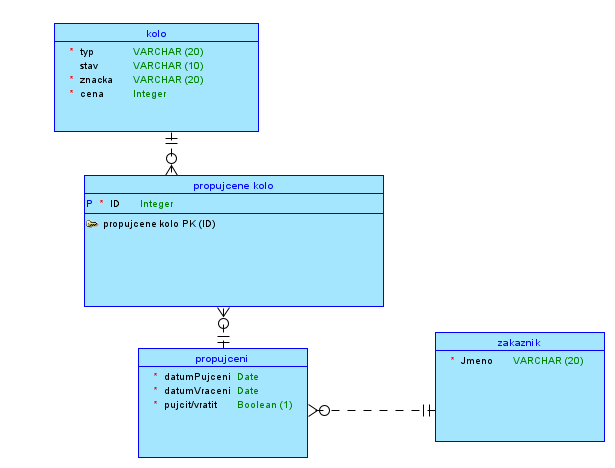 kolo
* typ VARCHAR (20)
stav VARCHAR (10)
* znacka VARCHAR (20)
* cena Integer
propujcene kolo
P * ID Integer
propujcene kolo PK (ID)
propujceni
* datumPujceni Date
* datumVraceni Date
* pujcit/vratit Boolean (1)
zakaznik
* Jmeno VARCHAR (20)